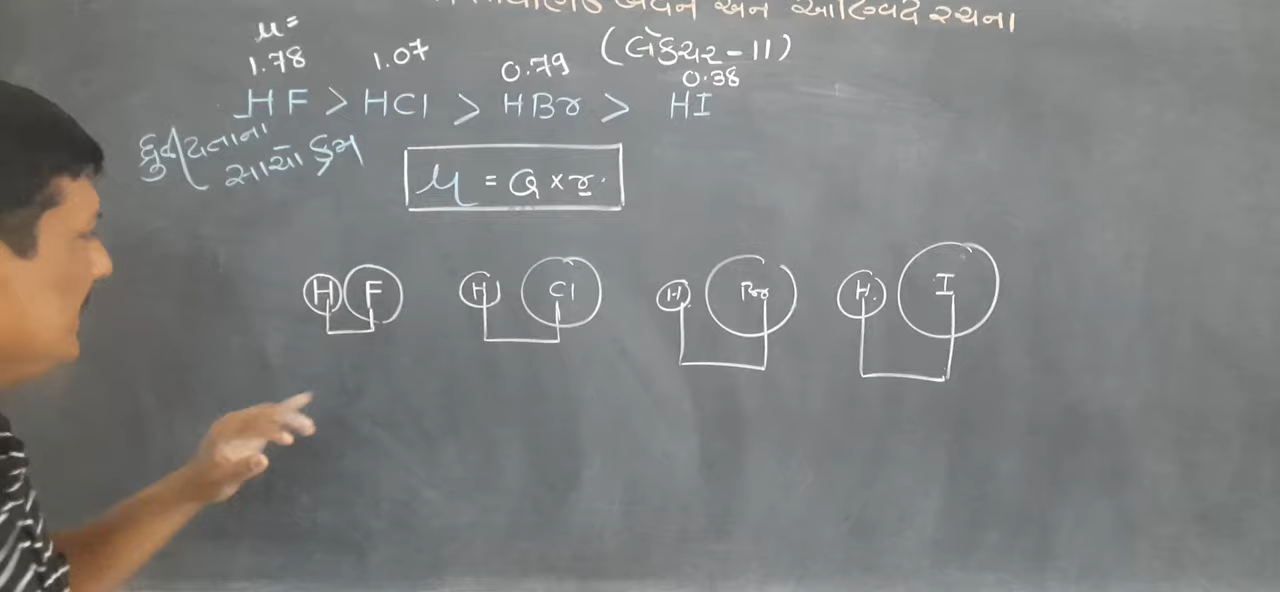 બંધન અને આણ્વિય રચના
(લેક્ચર-11)
μ=
1.78 1.07 0.79 0.38
HF > HCl > HBr > HI
ધ્રુવીયતાના
સાચો ક્રમ
μ = Q × r.
H F H Cl H Br H I